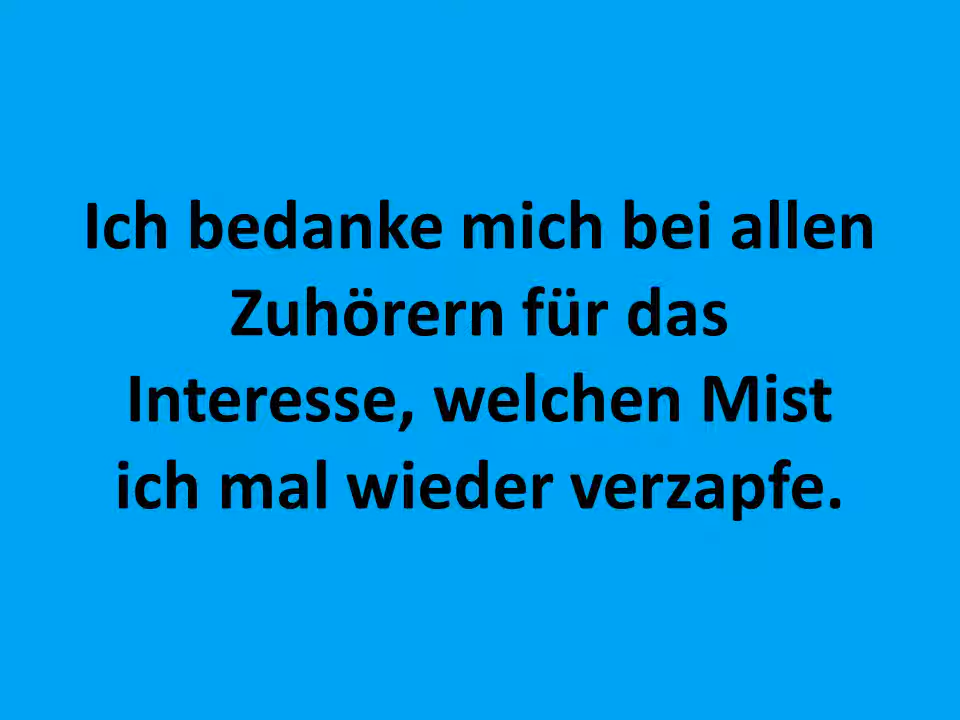 Ich bedanke mich bei allen
Zuhörern für das
Interesse, welchen Mist
ich mal wieder verzapfe.